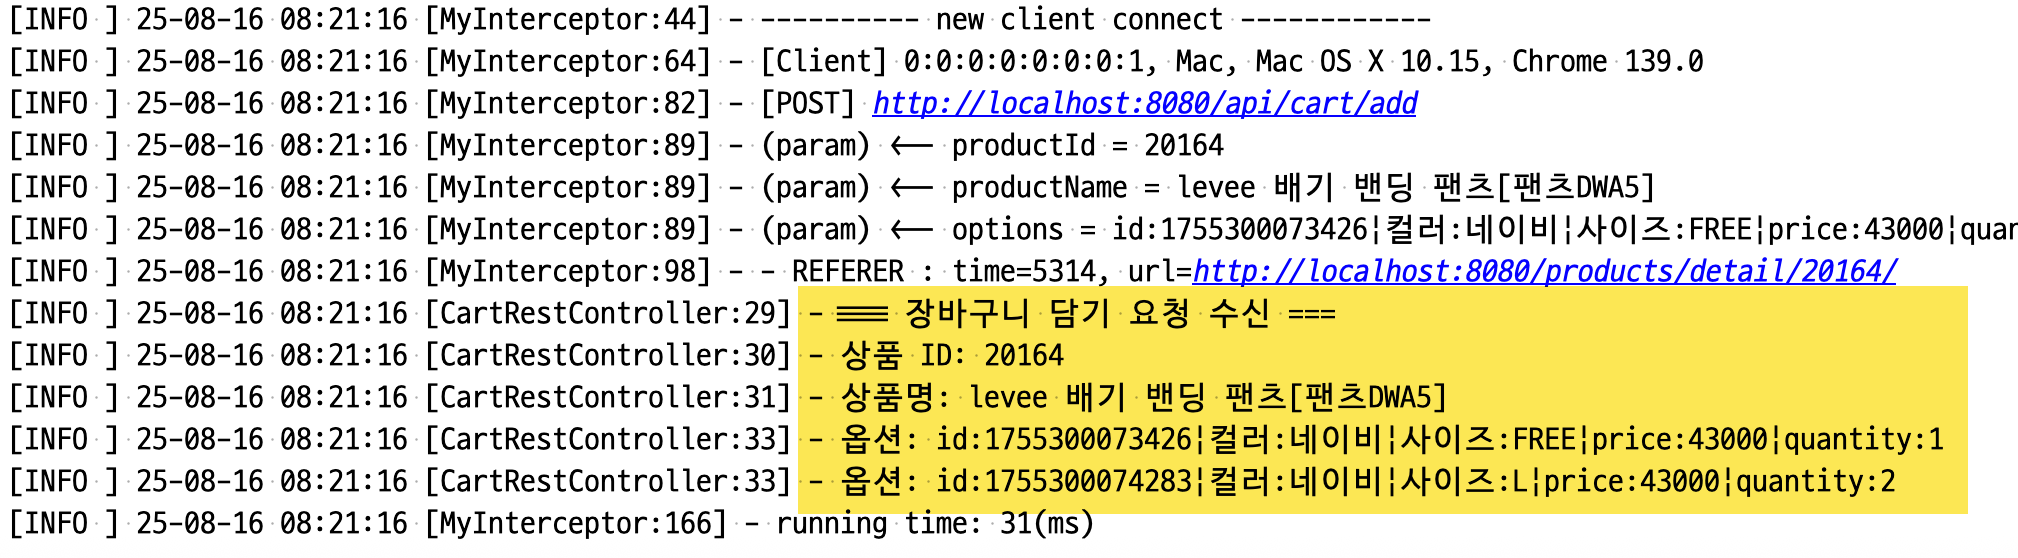 [INFO ] 25-08-16 08:21:16 [MyInterceptor:44] - ---------- new client connect ------------
[INFO ] 25-08-16 08:21:16 [MyInterceptor:64] - [Client] 0:0:0:0:0:0:0:1, Mac, Mac OS X 10.15, Chrome 139.0
[INFO ] 25-08-16 08:21:16 [MyInterceptor:82] - [POST] http://localhost:8080/api/cart/add
[INFO ] 25-08-16 08:21:16 [MyInterceptor:89] - (param) <-- productId = 20164
[INFO ] 25-08-16 08:21:16 [MyInterceptor:89] - (param) <-- productName = levee 배기 밴딩 팬츠[팬츠DWA5]
[INFO ] 25-08-16 08:21:16 [MyInterceptor:89] - (param) <-- options = id:1755300073426|컬러:네이비|사이즈:FREE|price:43000|quan
[INFO ] 25-08-16 08:21:16 [MyInterceptor:98] - - REFERER : time=5314, url=http://localhost:8080/products/detail/20164/
[INFO ] 25-08-16 08:21:16 [CartRestController:29] - === 장바구니 담기 요청 수신 ===
[INFO ] 25-08-16 08:21:16 [CartRestController:30] - 상품 ID: 20164
[INFO ] 25-08-16 08:21:16 [CartRestController:31] - 상품명: levee 배기 밴딩 팬츠[팬츠DWA5]
[INFO ] 25-08-16 08:21:16 [CartRestController:33] - 옵션: id:1755300073426|컬러:네이비|사이즈:FREE|price:43000|quantity:1
[INFO ] 25-08-16 08:21:16 [CartRestController:33] - 옵션: id:1755300074283|컬러:네이비|사이즈:L|price:43000|quantity:2
[INFO ] 25-08-16 08:21:16 [MyInterceptor:166] - running time: 31(ms)